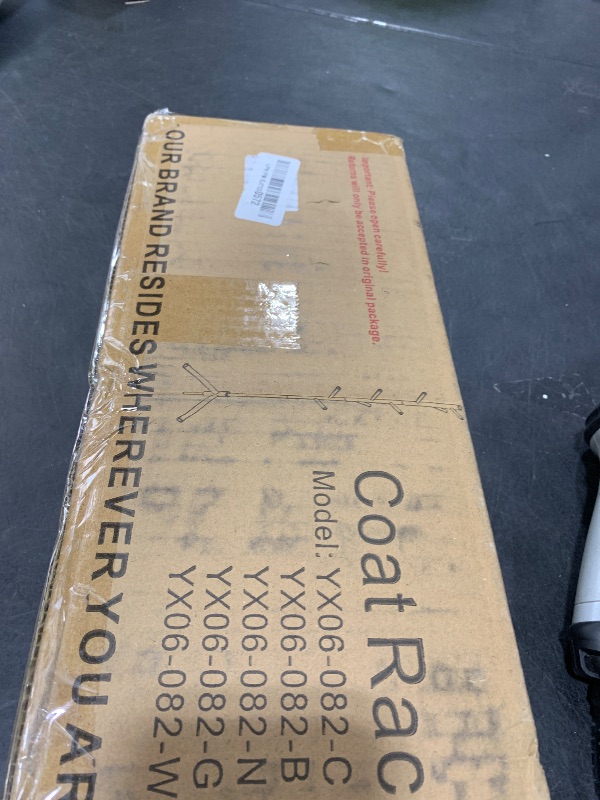 Important: Please open carefully!
Returns will only be accepted in original package.
Coat Rac
Model: YX06-082-C
YX06-082-B
YX06-082-N
YX06-082-G
YX06-082-W
OUR BRAND RESIDES WHEREVER YOU AR